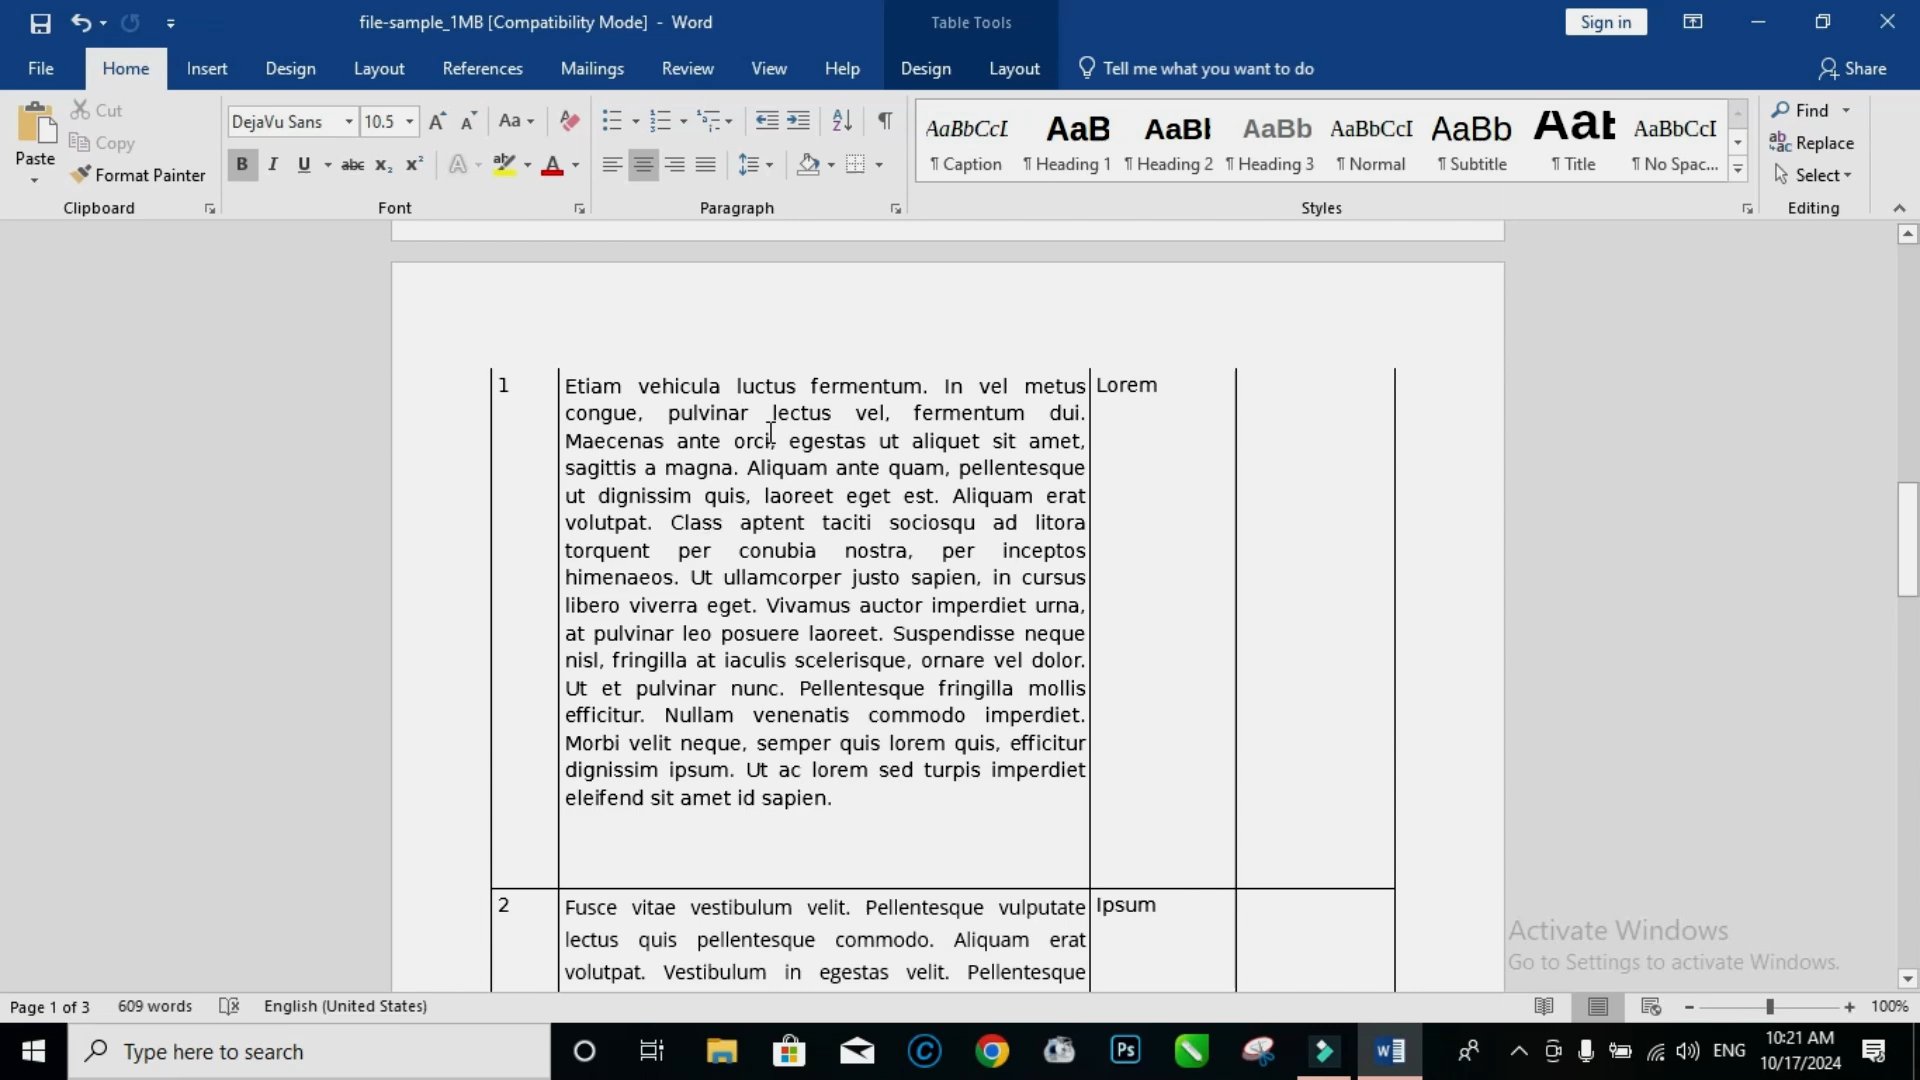 file-sample_1MB [Compatibility Mode] - Word
Table Tools
Sign in
File Home Insert Design Layout References Mailings Review View Help Design Layout Tell me what you want to do Share
Paste
Cut
Copy
Format Painter
Clipboard
DejaVu Sans 10.5
Font
Paragraph
AaBbCcI AaB AaBl AaBb AaBbCcI AaBb Aat AaBbCcI
¶ Caption ¶ Heading 1 ¶ Heading 2 ¶ Heading 3 ¶ Normal ¶ Subtitle ¶ Title ¶ No Spac...
Styles
Find
Replace
Select
Editing
1
Etiam vehicula luctus fermentum. In vel metus
congue, pulvinar lectus vel, fermentum dui.
Maecenas ante orci, egestas ut aliquet sit amet,
sagittis a magna. Aliquam ante quam, pellentesque
ut dignissim quis, laoreet eget est. Aliquam erat
volutpat. Class aptent taciti sociosqu ad litora
torquent per conubia nostra, per inceptos
himenaeos. Ut ullamcorper justo sapien, in cursus
libero viverra eget. Vivamus auctor imperdiet urna,
at pulvinar leo posuere laoreet. Suspendisse neque
nisl, fringilla at iaculis scelerisque, ornare vel dolor.
Ut et pulvinar nunc. Pellentesque fringilla mollis
efficitur. Nullam venenatis commodo imperdiet.
Morbi velit neque, semper quis lorem quis, efficitur
dignissim ipsum. Ut ac lorem sed turpis imperdiet
eleifend sit amet id sapien.
Lorem
2
Fusce vitae vestibulum velit. Pellentesque vulputate
lectus quis pellentesque commodo. Aliquam erat
volutpat. Vestibulum in egestas velit. Pellentesque
Ipsum
Activate Windows
Go to Settings to activate Windows.
Page 1 of 3 609 words English (United States) 100%
Type here to search
Ps
ENG
10:21 AM
10/17/2024